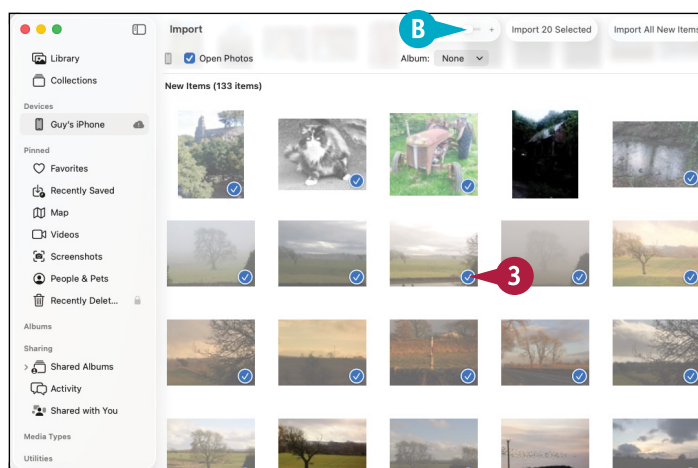 Import
B
+
Import 20 Selected
Import All New Items
Open Photos
Album: None
New Items (133 items)
Library
Collections
Devices
Guy's iPhone
Pinned
Favorites
Recently Saved
Map
Videos
Screenshots
People & Pets
Recently Delet...
Albums
Sharing
Shared Albums
Activity
Shared with You
Media Types
Utilities
3